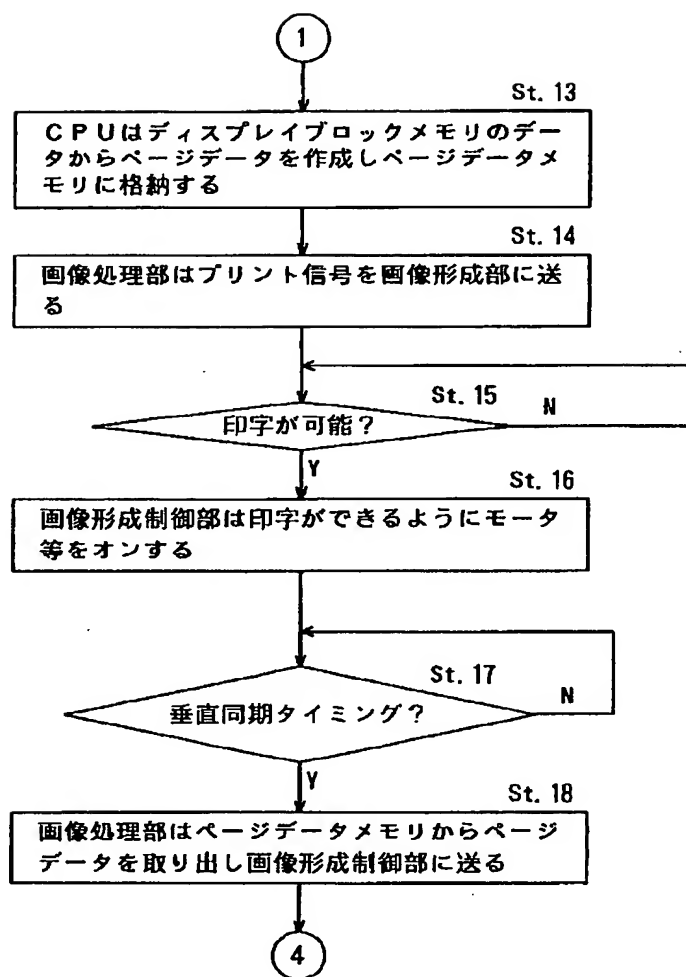 1
St. 13
CPUはディスプレイブロックメモリのデー
タからページデータを作成しページデータメ
モリに格納する
St. 14
画像処理部はプリント信号を画像形成部に送
る
St. 15
印字が可能？
N
Y
St. 16
画像形成制御部は印字ができるようにモータ
等をオンする
St. 17
垂直同期タイミング？
N
Y
St. 18
画像処理部はページデータメモリからページ
データを取り出し画像形成制御部に送る
4